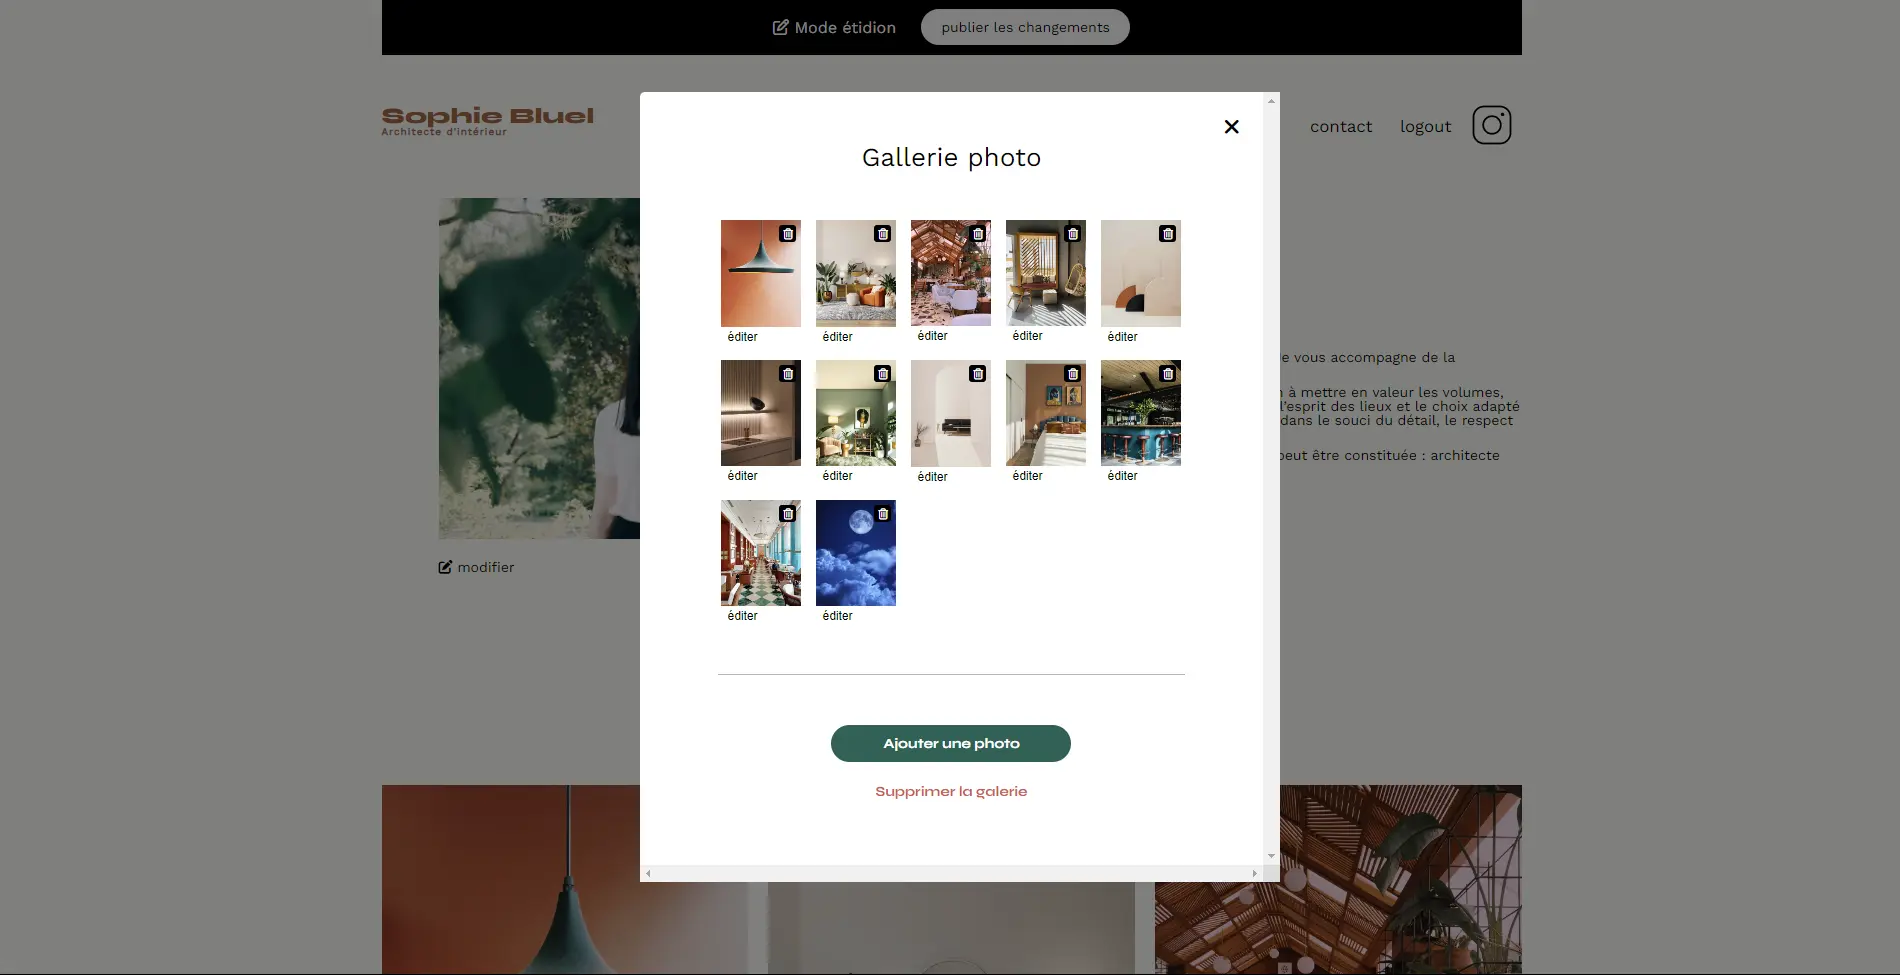 Mode étidion
publier les changements
Sophie Bluel
Architecte d'intérieur
contact
logout
Gallerie photo
éditer
éditer
éditer
éditer
éditer
éditer
éditer
éditer
éditer
éditer
éditer
éditer
modifier
vous accompagne de la
à mettre en valeur les volumes,
l'esprit des lieux et le choix adapté
dans le souci du détail, le respect
peut être constituée : architecte
Ajouter une photo
Supprimer la galerie